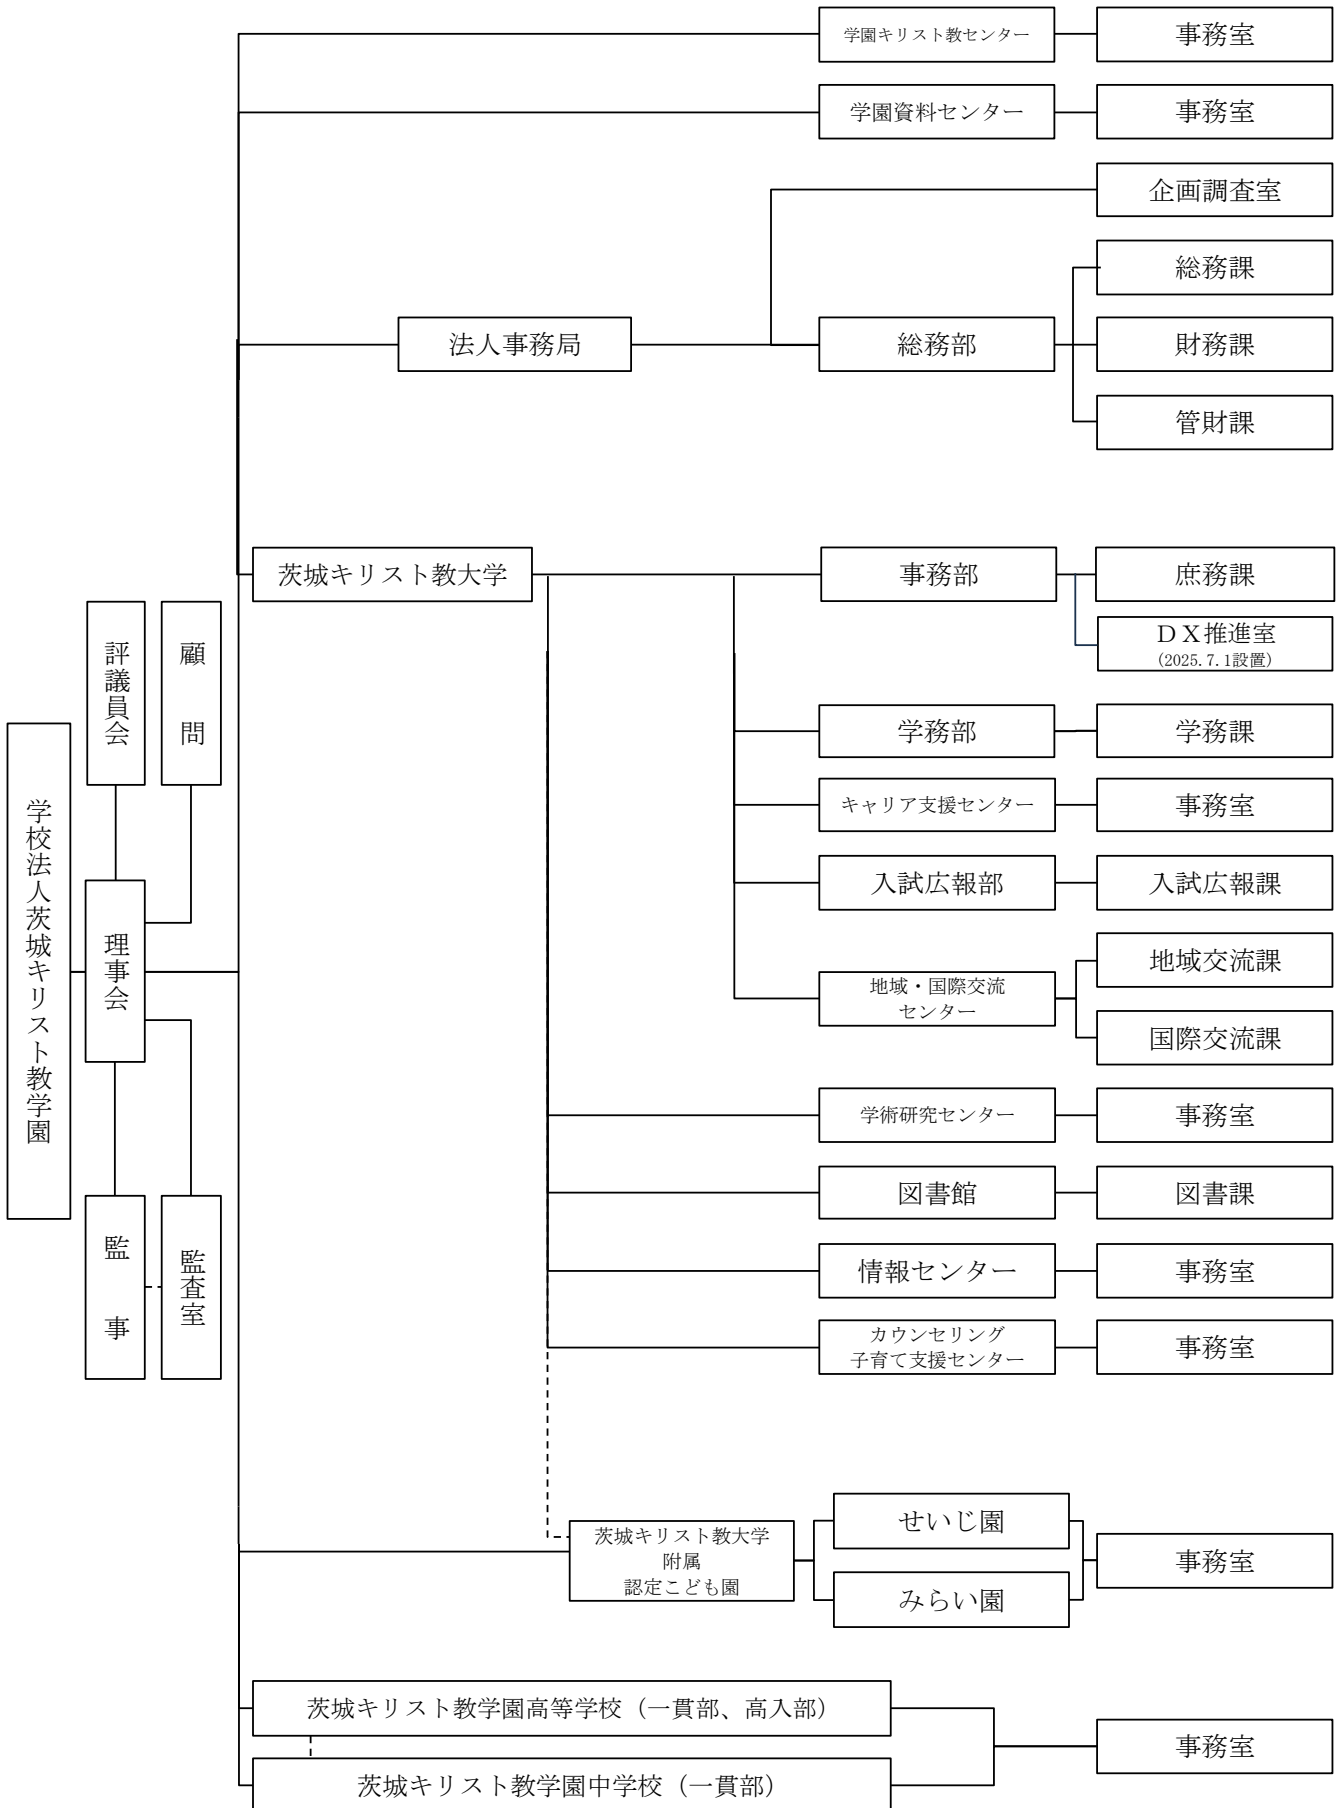 学園キリスト教センター
事務室
学園資料センター
事務室
企画調査室
総務課
法人事務局
総務部
財務課
管財課
茨城キリスト教大学
事務部
庶務課
ＤＸ推進室
(2025.7.1設置)
評議員会
顧問
学務部
学務課
キャリア支援センター
事務室
学校法人茨城キリスト教学園
理事会
入試広報部
入試広報課
地域・国際交流
センター
地域交流課
国際交流課
学術研究センター
事務室
監事
監査室
図書館
図書課
情報センター
事務室
カウンセリング
子育て支援センター
事務室
茨城キリスト教大学
附属
認定こども園
せいじ園
みらい園
事務室
茨城キリスト教学園高等学校（一貫部、高入部）
茨城キリスト教学園中学校（一貫部）
事務室